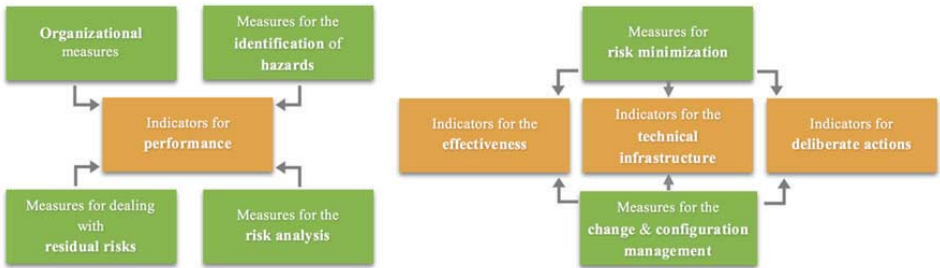 Organizational
measures
Measures for the
identification of
hazards
Indicators for
performance
Measures for dealing
with
residual risks
Measures for the
risk analysis
Measures for
risk minimization
Indicators for the
effectiveness
Indicators for the
technical
infrastructure
Indicators for
deliberate actions
Measures for the
change & configuration
management